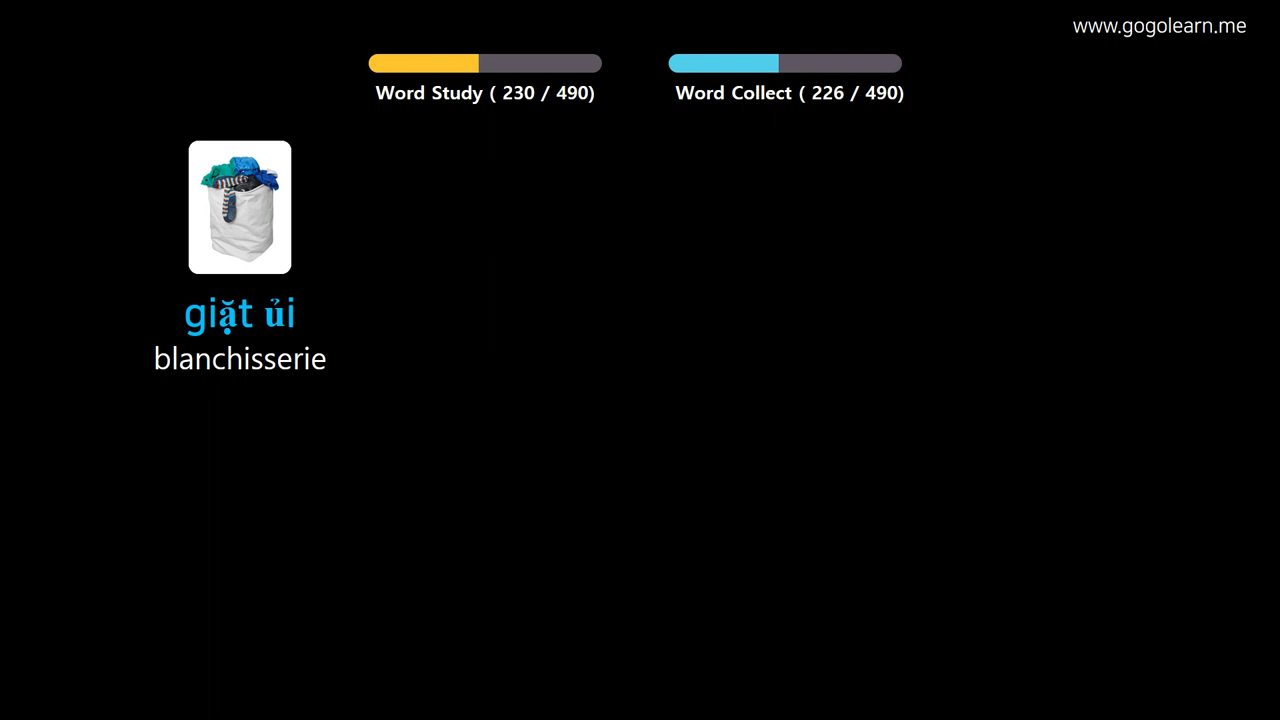 www.gogolearn.me
Word Study ( 230 / 490)
Word Collect ( 226 / 490)
giặt ủi
blanchisserie